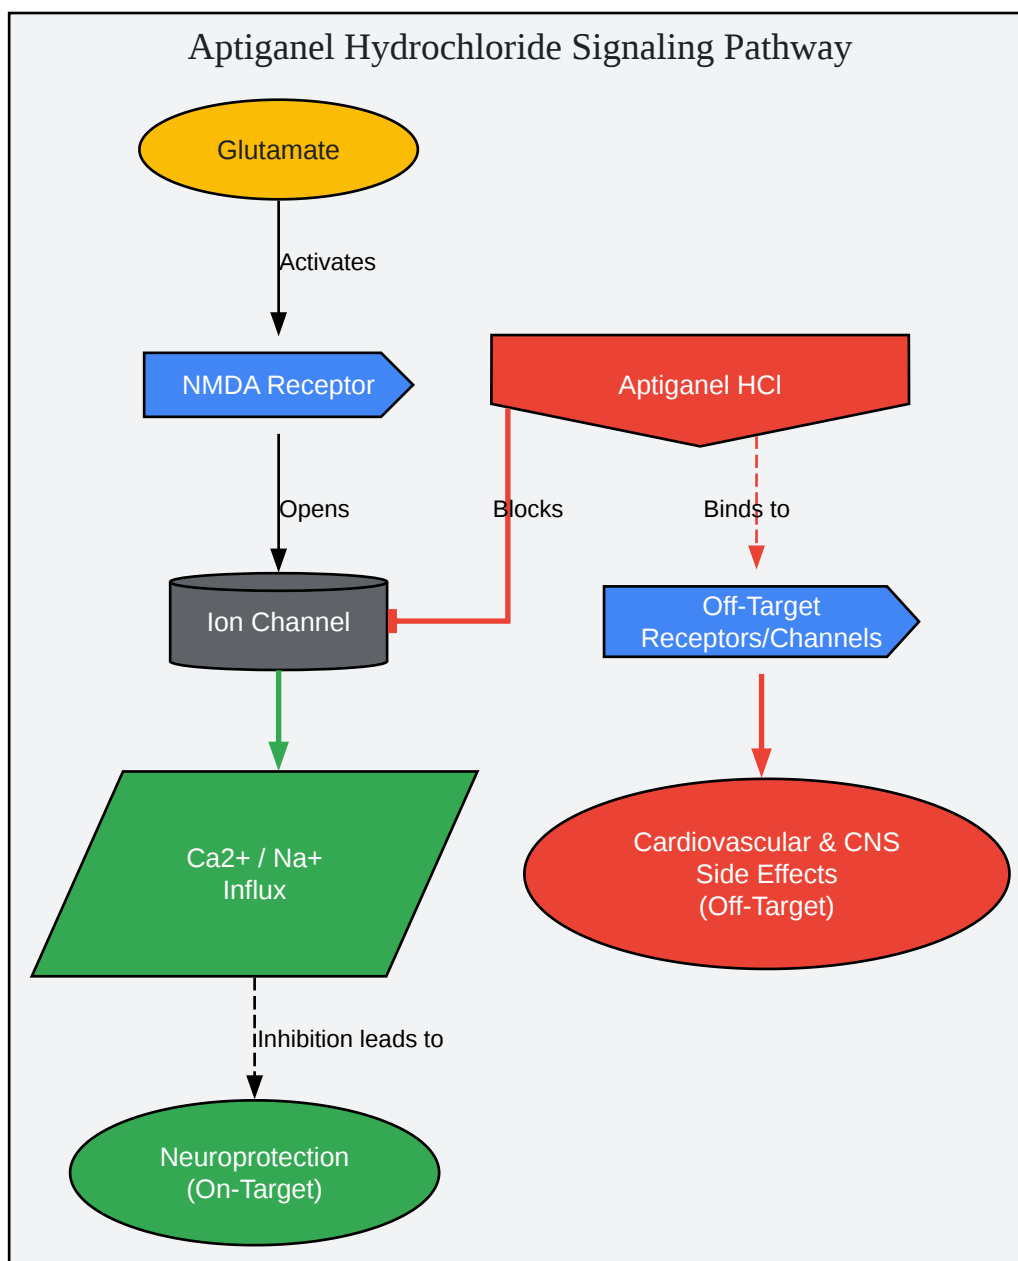 Aptiganel Hydrochloride Signaling Pathway
Glutamate
Activates
NMDA Receptor
Aptiganel HCl
Opens
Blocks
Binds to
Ion Channel
Off-Target
Receptors/Channels
Ca2+ / Na+
Influx
Cardiovascular & CNS
Side Effects
(Off-Target)
Inhibition leads to
Neuroprotection
(On-Target)